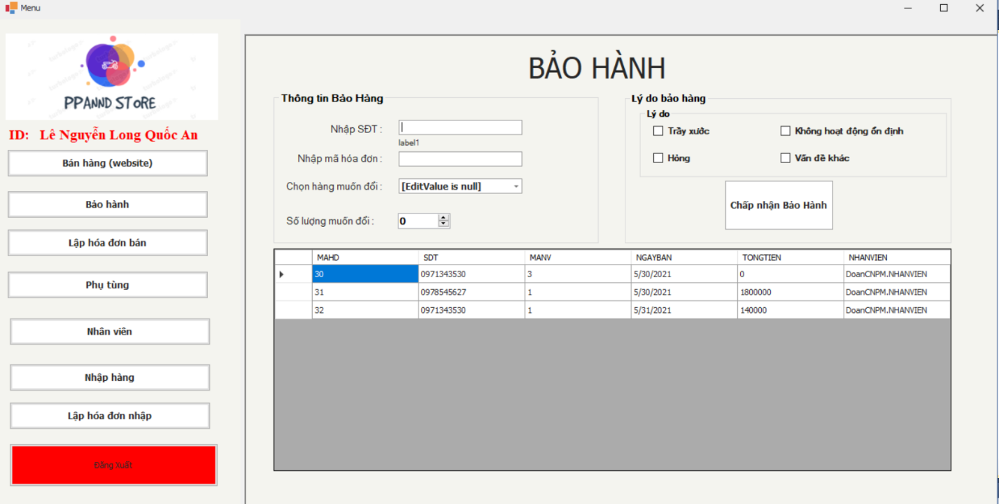 Menu
PPANND STORE
ID: Lê Nguyễn Long Quốc An
Bán hàng (website)
Bảo hành
Lập hóa đơn bán
Phụ tùng
Nhân viên
Nhập hàng
Lập hóa đơn nhập
Đăng Xuất
BẢO HÀNH
Thông tin Bảo Hàng
Nhập SĐT :
label1
Nhập mã hóa đơn :
Chọn hàng muốn đổi : [EditValue is null]
Số lượng muốn đổi : 0
Lý do bảo hàng
Lý do
Trầy xước Không hoạt động ổn định
Hỏng Vấn đề khác
Chấp nhận Bảo Hành
MAHD SDT MANV NGAYBAN TONGTIEN NHANVIEN
30 0971343530 3 5/30/2021 0 DoanCNPM.NHANVIEN
31 0978545627 1 5/30/2021 1800000 DoanCNPM.NHANVIEN
32 0971343530 1 5/31/2021 140000 DoanCNPM.NHANVIEN